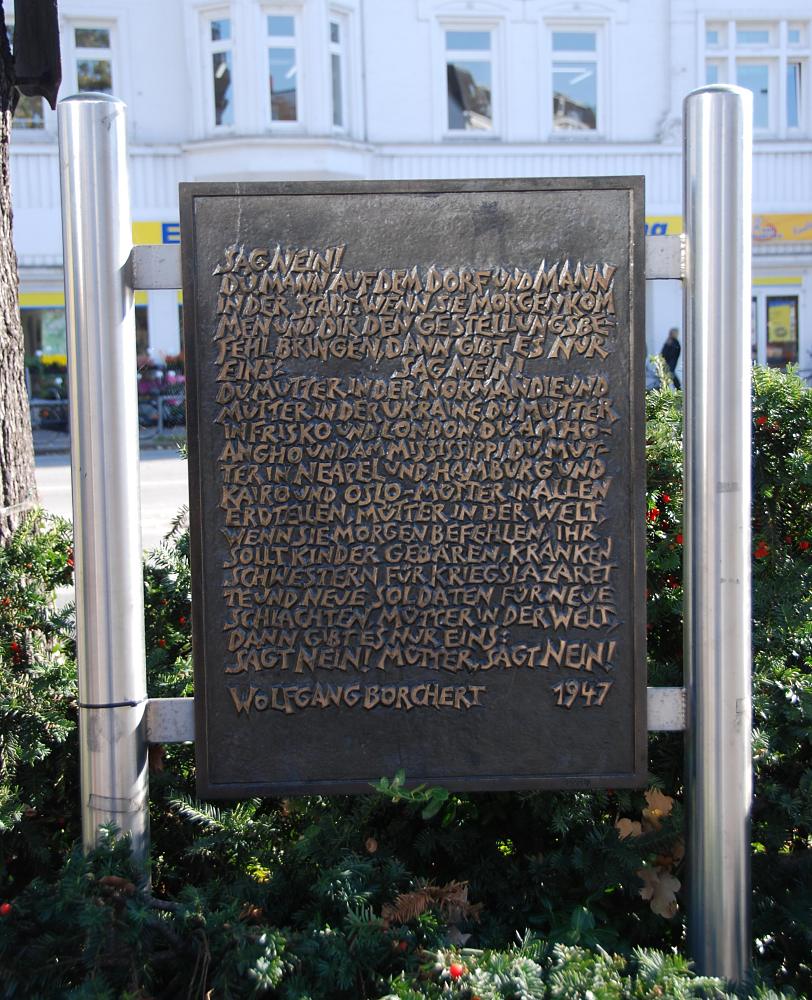 SAG NEIN!
DU MANN AUF DEM DORF UND MANN
IN DER STADT. WENN SIE MORGEN KOM
MEN UND DIR DEN GESTELLUNGSBE
FEHL BRINGEN, DANN GIBT ES NUR
EINS: SAG NEIN!
DU. MUTTER IN DER NORMANDIE UND
MUTTER IN DER UKRAINE, DU, MUTTER
IN FRISKO UND LONDON, DU, AM HO-
ANGHO UND AM MISSISSIPPI, DU, MUT-
TER IN NEAPEL UND HAMBURG UND
KAIRO UND OSLO - MÜTTER IN ALLEN
ERDTEILEN, MÜTTER IN DER WELT,
WENN SIE MORGEN BEFEHLEN, IHR
SOLLT KINDER GEBÄREN, KRANKEN
SCHWESTERN FÜR KRIEGSLAZARET
TE UND NEUE SOLDATEN FÜR NEUE
SCHLACHTEN, MÜTTER IN DER WELT,
DANN GIBT ES NUR EINS:
SAGT NEIN! MÜTTER, SAGT NEIN!
WOLFGANG BORCHERT 1947